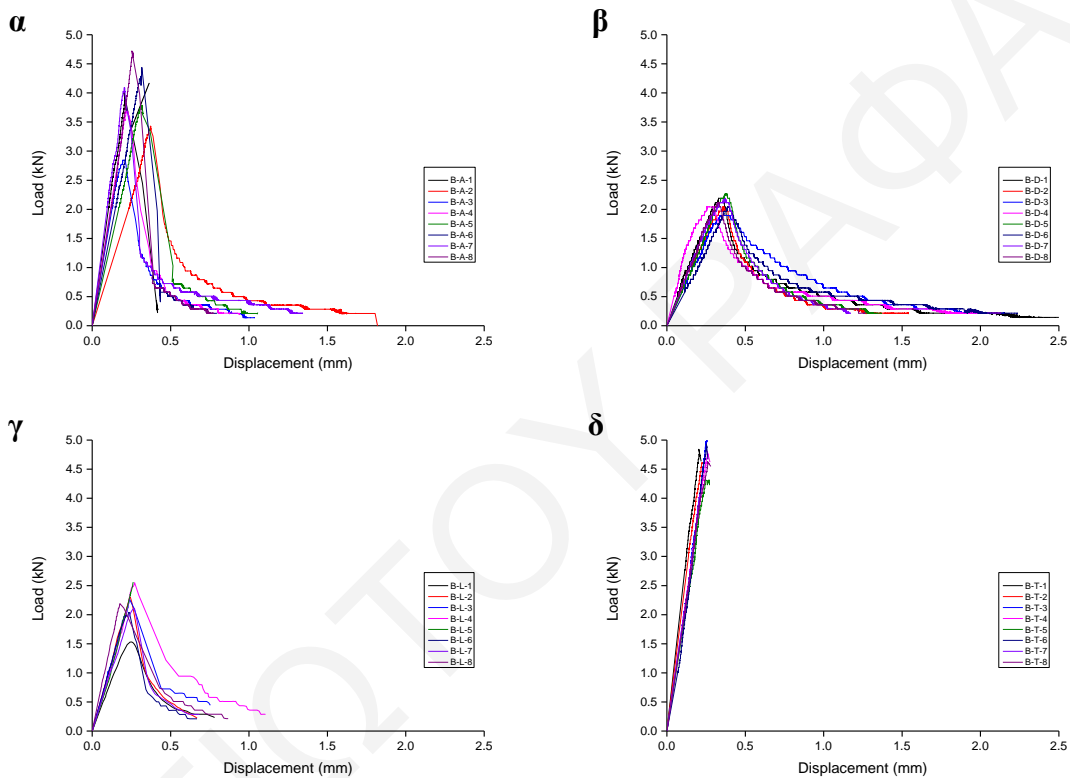 α
Load (kN)
5.0
4.5
4.0
3.5
3.0
2.5
2.0
1.5
1.0
0.5
0.0
0.0 0.5 1.0 1.5 2.0 2.5
Displacement (mm)
B-A-1
B-A-2
B-A-3
B-A-4
B-A-5
B-A-6
B-A-7
B-A-8
β
Load (kN)
5.0
4.5
4.0
3.5
3.0
2.5
2.0
1.5
1.0
0.5
0.0
0.0 0.5 1.0 1.5 2.0 2.5
Displacement (mm)
B-D-1
B-D-2
B-D-3
B-D-4
B-D-5
B-D-6
B-D-7
B-D-8
γ
Load (kN)
5.0
4.5
4.0
3.5
3.0
2.5
2.0
1.5
1.0
0.5
0.0
0.0 0.5 1.0 1.5 2.0 2.5
Displacement (mm)
B-L-1
B-L-2
B-L-3
B-L-4
B-L-5
B-L-6
B-L-7
B-L-8
δ
Load (kN)
5.0
4.5
4.0
3.5
3.0
2.5
2.0
1.5
1.0
0.5
0.0
0.0 0.5 1.0 1.5 2.0 2.5
Displacement (mm)
B-T-1
B-T-2
B-T-3
B-T-4
B-T-5
B-T-6
B-T-7
B-T-8
ΤΟΥ ΡΑΦΑ